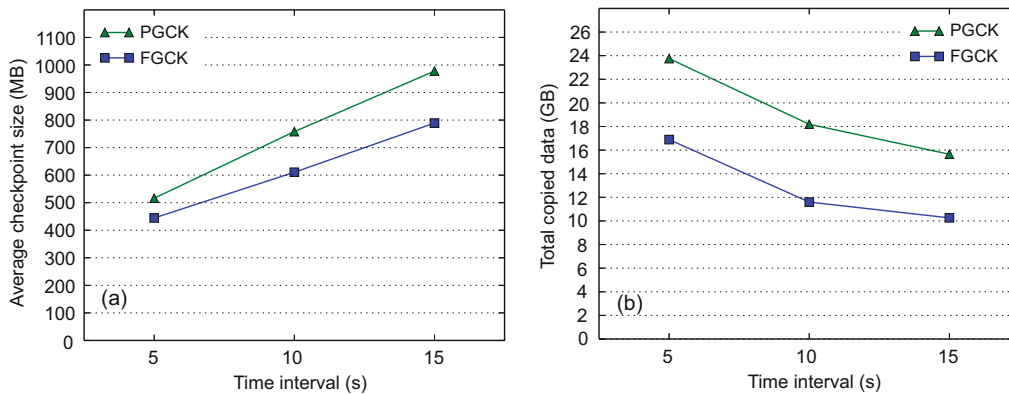 1100
1000
900
800
700
600
500
400
300
200
100
0
Average checkpoint size (MB)
PGCK
FGCK
(a)
5 10 15
Time interval (s)
26
24
22
20
18
16
14
12
10
8
6
4
2
0
Total copied data (GB)
PGCK
FGCK
(b)
5 10 15
Time interval (s)